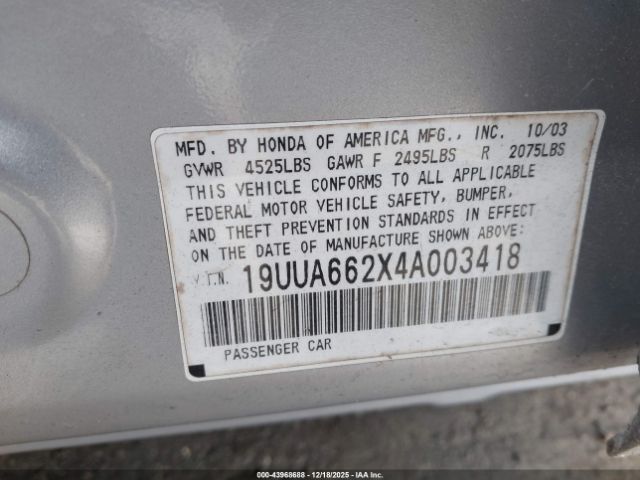 MFD. BY HONDA OF AMERICA MFG., INC. 10/03
GVWR 4525LBS GAWR F 2495LBS R 2075LBS
THIS VEHICLE CONFORMS TO ALL APPLICABLE
FEDERAL MOTOR VEHICLE SAFETY, BUMPER,
AND THEFT PREVENTION STANDARDS IN EFFECT
ON THE DATE OF MANUFACTURE SHOWN ABOVE:
V.I.N. 19UUA662X4A003418
PASSENGER CAR
000-43968688 - 12/18/2025 - IAA Inc.